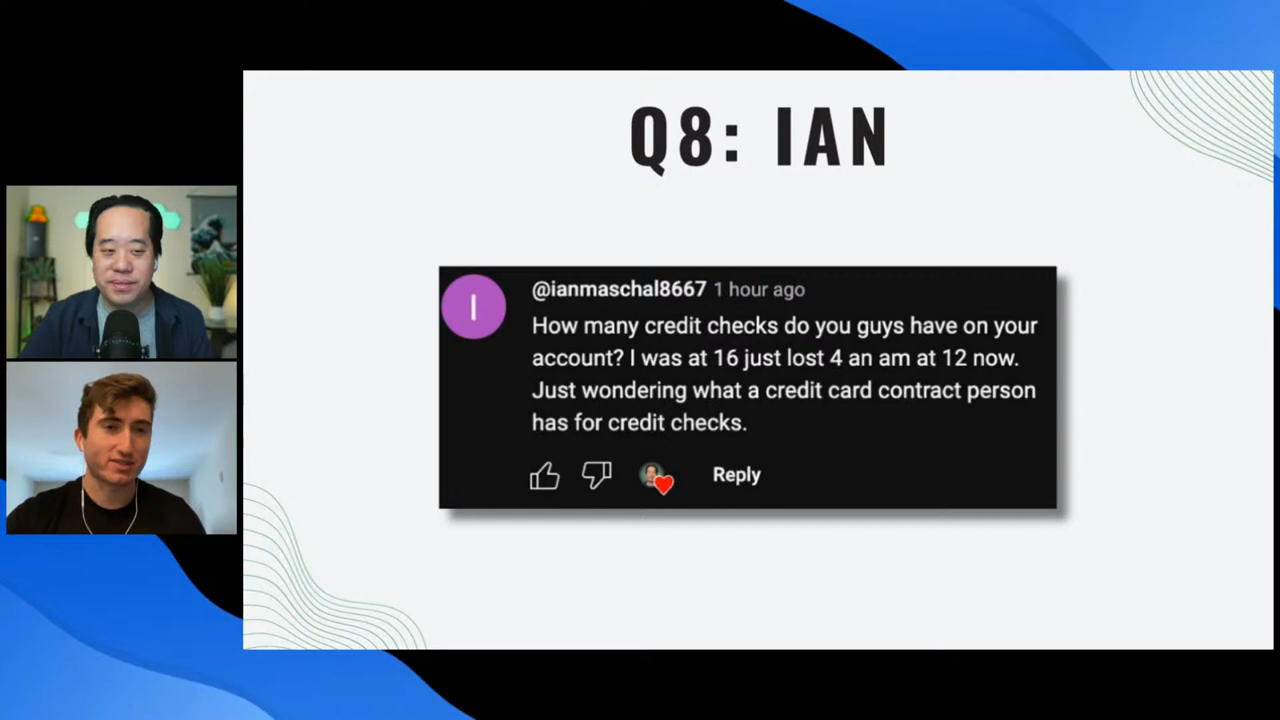 Q8: IAN
I
@ianmaschal8667 1 hour ago
How many credit checks do you guys have on your
account? I was at 16 just lost 4 an am at 12 now.
Just wondering what a credit card contract person
has for credit checks.
Reply